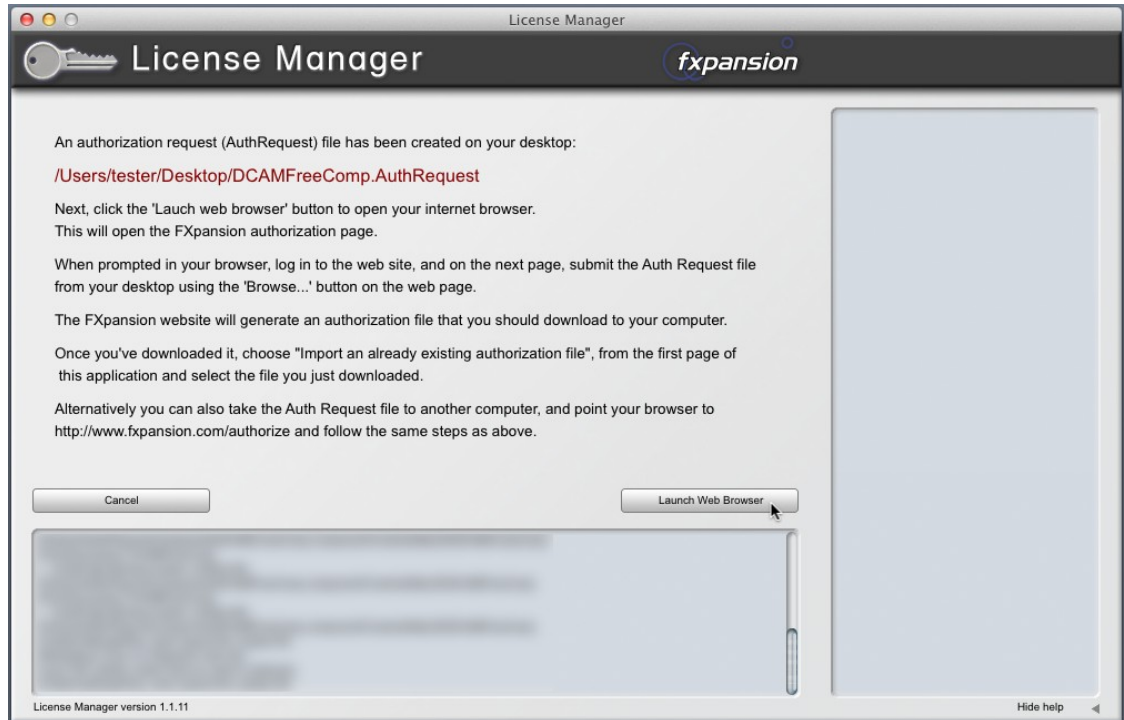 License Manager
License Manager
fxpansion
An authorization request (AuthRequest) file has been created on your desktop:
/Users/tester/Desktop/DCAMFreeComp.AuthRequest
Next, click the 'Lauch web browser' button to open your internet browser.
This will open the FXpansion authorization page.
When prompted in your browser, log in to the web site, and on the next page, submit the Auth Request file
from your desktop using the 'Browse...' button on the web page.
The FXpansion website will generate an authorization file that you should download to your computer.
Once you've downloaded it, choose "Import an already existing authorization file", from the first page of
this application and select the file you just downloaded.
Alternatively you can also take the Auth Request file to another computer, and point your browser to
http://www.fxpansion.com/authorize and follow the same steps as above.
Cancel
Launch Web Browser
License Manager version 1.1.11
Hide help